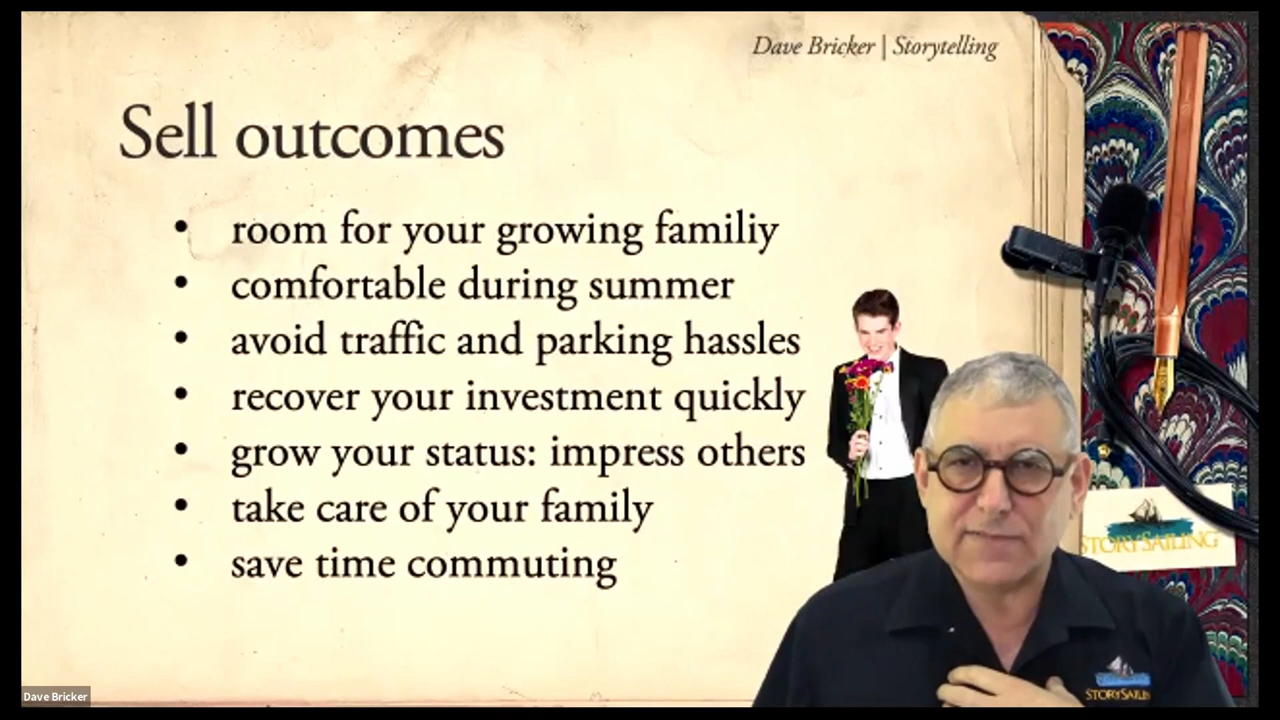 Dave Bricker | Storytelling
Sell outcomes
• room for your growing familiy
• comfortable during summer
• avoid traffic and parking hassles
• recover your investment quickly
• grow your status: impress others
• take care of your family
• save time commuting
STORYSAILING
STORYSAILIN
Dave Bricker